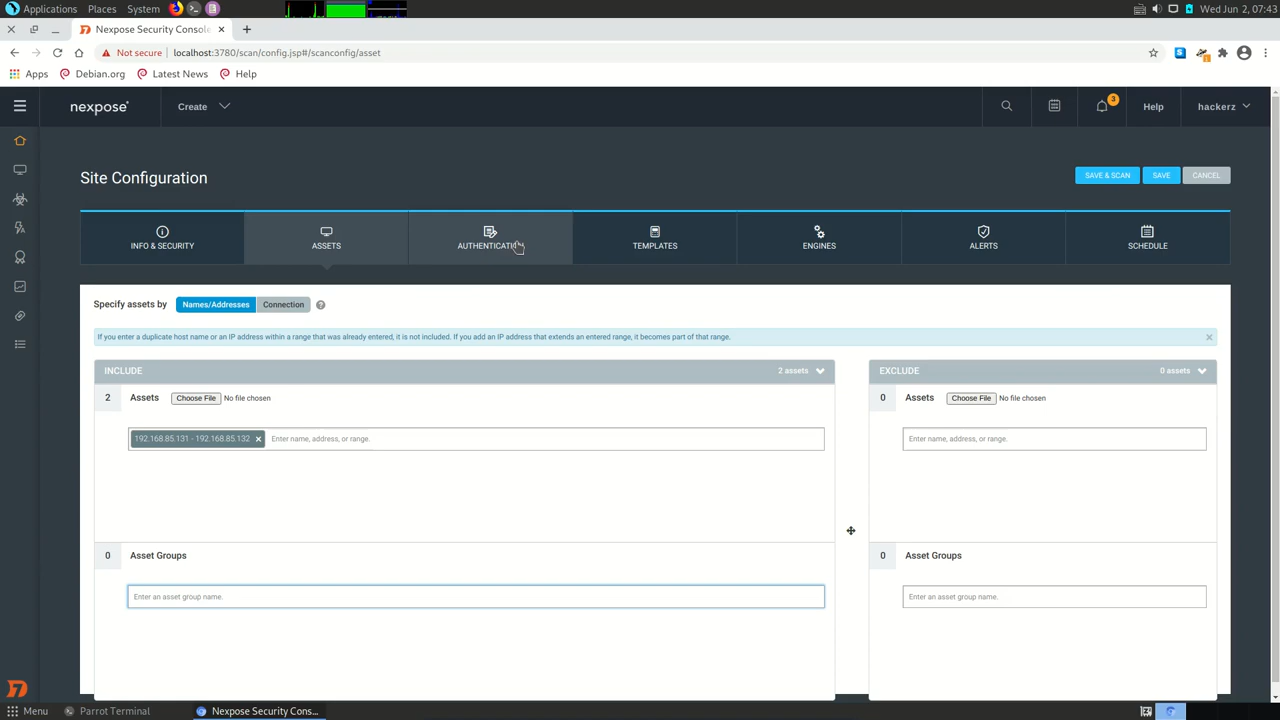 Applications Places System Wed Jun 2, 07:43
Nexpose Security Console
Not secure localhost:3780/scan/config.jsp#/scanconfig/asset
Apps Debian.org Latest News Help
nexpose Create 3 Help hackerz
Site Configuration SAVE & SCAN SAVE CANCEL
INFO & SECURITY ASSETS AUTHENTICATION TEMPLATES ENGINES ALERTS SCHEDULE
Specify assets by Names/Addresses Connection ?
If you enter a duplicate host name or an IP address within a range that was already entered, it is not included. If you add an IP address that extends an entered range, it becomes part of that range.
INCLUDE 2 assets EXCLUDE 0 assets
2 Assets Choose File No file chosen 0 Assets Choose File No file chosen
192.168.85.131 - 192.168.85.132 Enter name, address, or range. Enter name, address, or range.
0 Asset Groups 0 Asset Groups
Enter an asset group name. Enter an asset group name.
Menu Parrot Terminal Nexpose Security Cons...